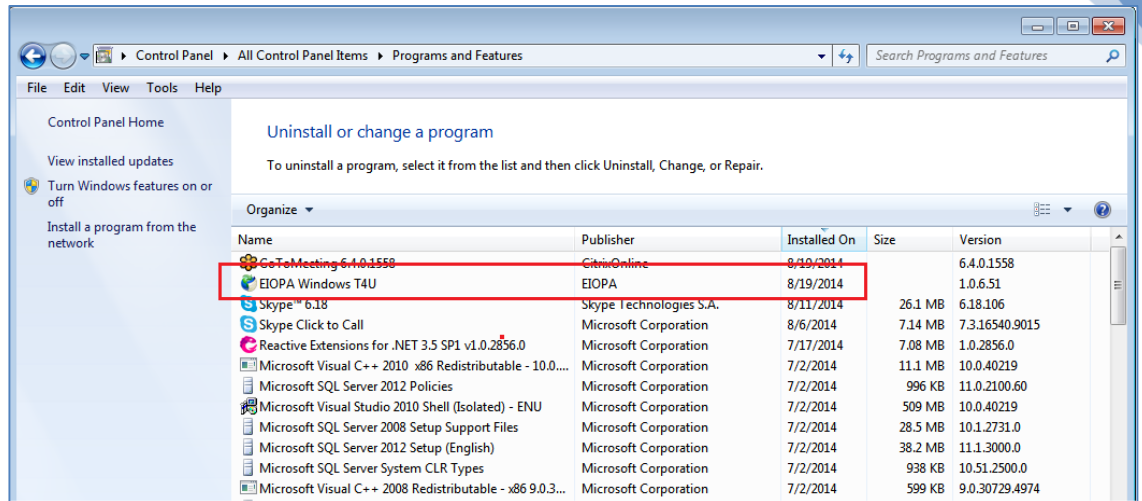 Control Panel All Control Panel Items Programs and Features Search Programs and Features
File Edit View Tools Help
Control Panel Home
View installed updates
Turn Windows features on or off
Install a program from the network
Uninstall or change a program
To uninstall a program, select it from the list and then click Uninstall, Change, or Repair.
Organize
Name Publisher Installed On Size Version
GoToMeeting 6.4.0.1558 CitrixOnline 8/19/2014 6.4.0.1558
EIOPA Windows T4U EIOPA 8/19/2014 1.0.6.51
Skype™ 6.18 Skype Technologies S.A. 8/11/2014 26.1 MB 6.18.106
Skype Click to Call Microsoft Corporation 8/6/2014 7.14 MB 7.3.16540.9015
Reactive Extensions for .NET 3.5 SP1 v1.0.2856.0 Microsoft Corporation 7/17/2014 7.08 MB 1.0.2856.0
Microsoft Visual C++ 2010 x86 Redistributable - 10.0.... Microsoft Corporation 7/2/2014 11.1 MB 10.0.40219
Microsoft SQL Server 2012 Policies Microsoft Corporation 7/2/2014 996 KB 11.0.2100.60
Microsoft Visual Studio 2010 Shell (Isolated) - ENU Microsoft Corporation 7/2/2014 509 MB 10.0.40219
Microsoft SQL Server 2008 Setup Support Files Microsoft Corporation 7/2/2014 28.5 MB 10.1.2731.0
Microsoft SQL Server 2012 Setup (English) Microsoft Corporation 7/2/2014 38.2 MB 11.1.3000.0
Microsoft SQL Server System CLR Types Microsoft Corporation 7/2/2014 938 KB 10.51.2500.0
Microsoft Visual C++ 2008 Redistributable - x86 9.0.3... Microsoft Corporation 7/2/2014 599 KB 9.0.30729.4974